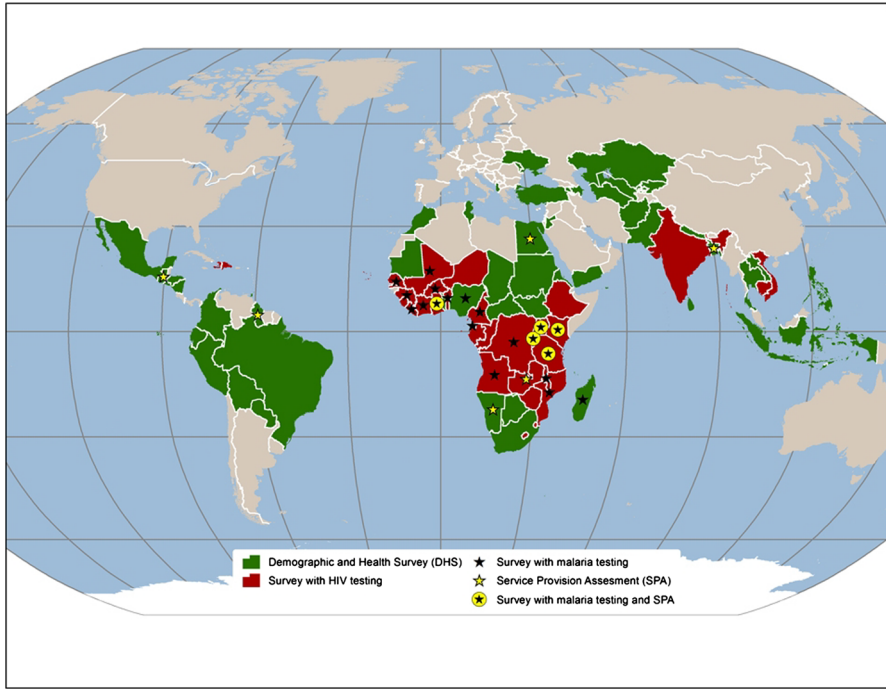 Demographic and Health Survey (DHS)
Survey with HIV testing
Survey with malaria testing
Service Provision Assesment (SPA)
Survey with malaria testing and SPA